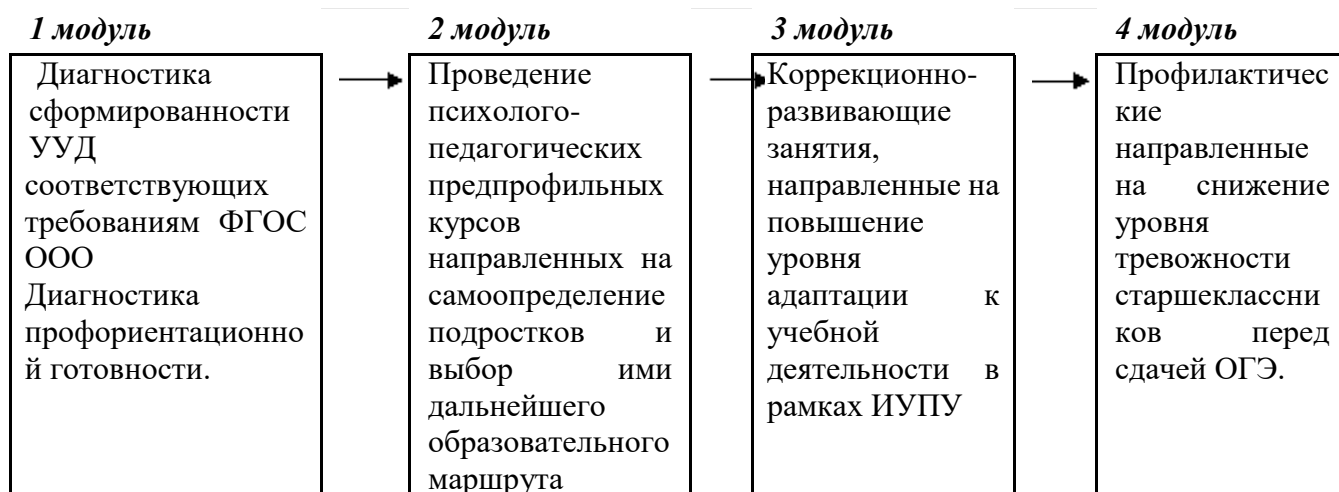 1 модуль
Диагностика
сформированности
УУД
соответствующих
требованиям ФГОС
ООО
Диагностика
профориентационно
й готовности.
2 модуль
Проведение
психолого-
педагогических
предпрофильных
курсов
направленных на
самоопределение
подростков и
выбор ими
дальнейшего
образовательного
маршрута
3 модуль
Коррекционно-
развивающие
занятия,
направленные на
повышение
уровня
адаптации к
учебной
деятельности в
рамках ИУПУ
4 модуль
Профилактичес
кие
направленные
на снижение
уровня
тревожности
старшеклассни
ков перед
сдачей ОГЭ.